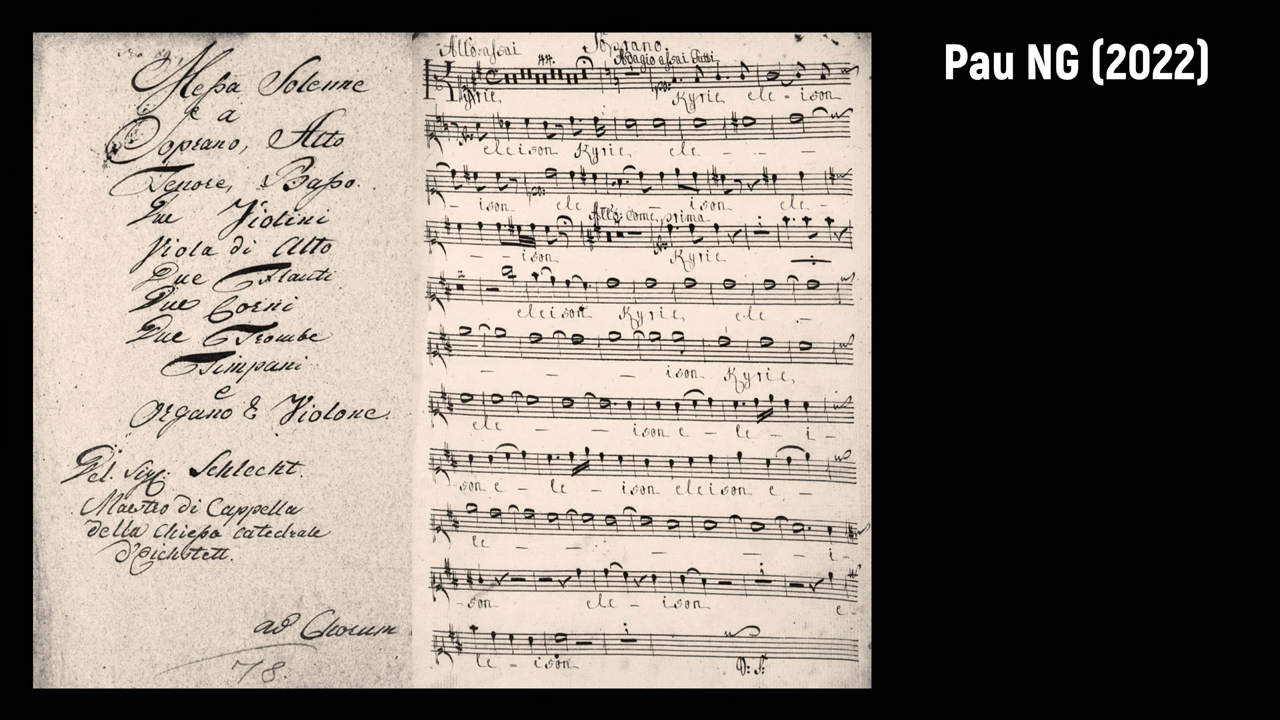 Messa Solenne
e a
Soprano, Alto
Tenore, Basso.
Due Violini
Viola di Alto
Due Flauti
Due Corni
Due Trombe
Timpani
e
Organo & Violone
Del Sig: Schlecht.
Maestro di Cappella
della Chiesa catedrale
d'Eichstett.
ad Chorum
78.
Soprano
Allo: assai
44.
Adagio assai Tutti
Kyrie, Kyrie ele - ison
eleison Kyrie, ele - - -
- ison ele - ison ele -
Allo: come prima
- - ison Kyrie
eleison Kyrie, ele -
- - - - ison Kyrie,
ele - - - ison e - le - i -
son e - le - ison eleison e -
le - - - - - - i -
- son ele - ison e -
le - ison
D: S:
Pau NG (2022)